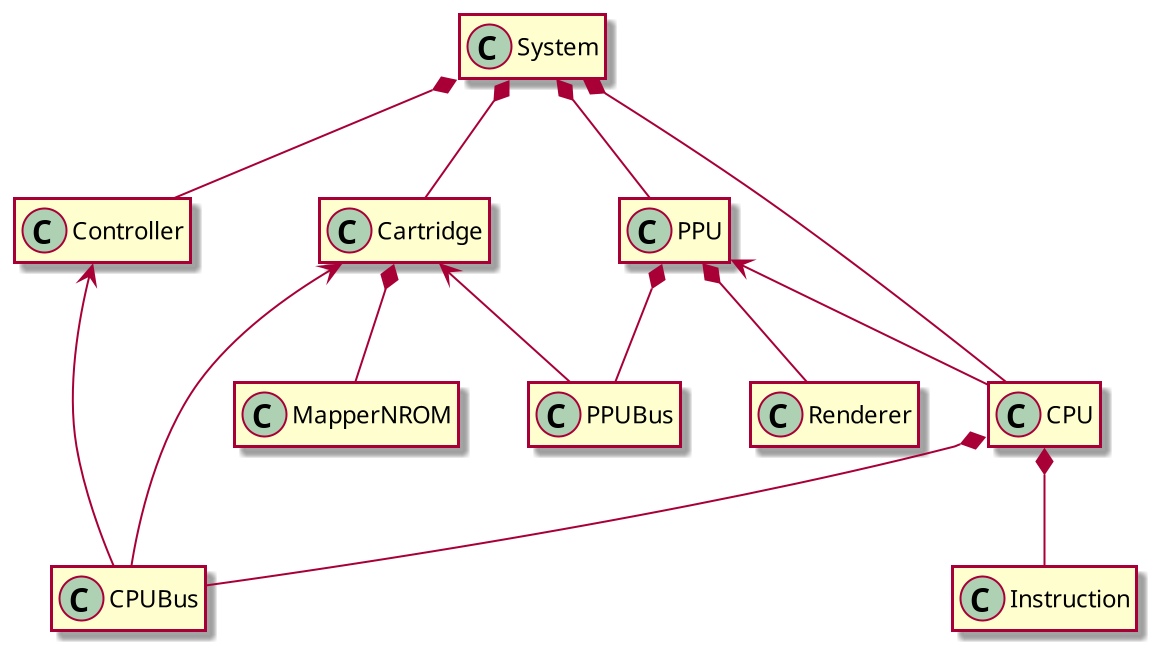 C System
C Controller
C Cartridge
C PPU
C MapperNROM
C PPUBus
C Renderer
C CPU
C CPUBus
C Instruction